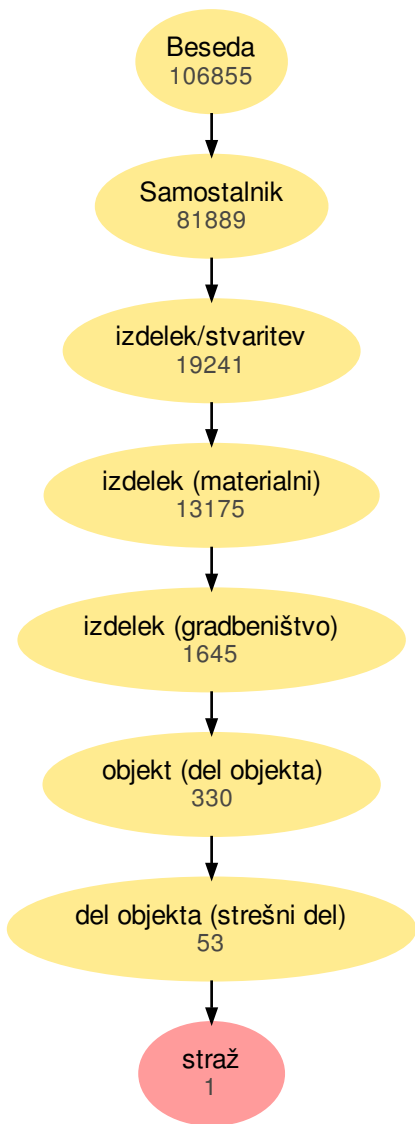 Beseda
106855
Samostalnik
81889
izdelek/stvaritev
19241
izdelek (materialni)
13175
izdelek (gradbeništvo)
1645
objekt (del objekta)
330
del objekta (strešni del)
53
straž
1